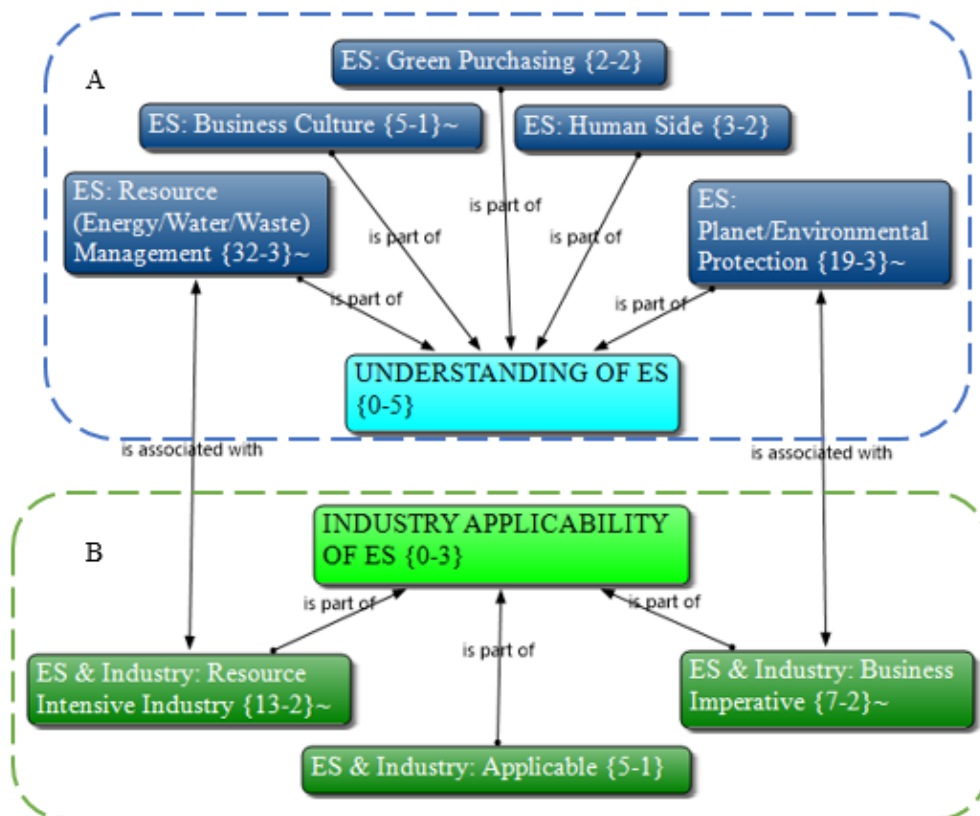 A
ES: Green Purchasing {2-2}
ES: Business Culture {5-1}~
ES: Human Side {3-2}
ES: Resource
(Energy/Water/Waste)
Management {32-3}~
ES:
Planet/Environmental
Protection {19-3}~
is part of
is part of
is part of
is part of
is part of
UNDERSTANDING OF ES
{0-5}
is associated with
is associated with
B
INDUSTRY APPLICABILITY
OF ES {0-3}
is part of
is part of
is part of
ES & Industry: Resource
Intensive Industry {13-2}~
ES & Industry: Business
Imperative {7-2}~
ES & Industry: Applicable {5-1}